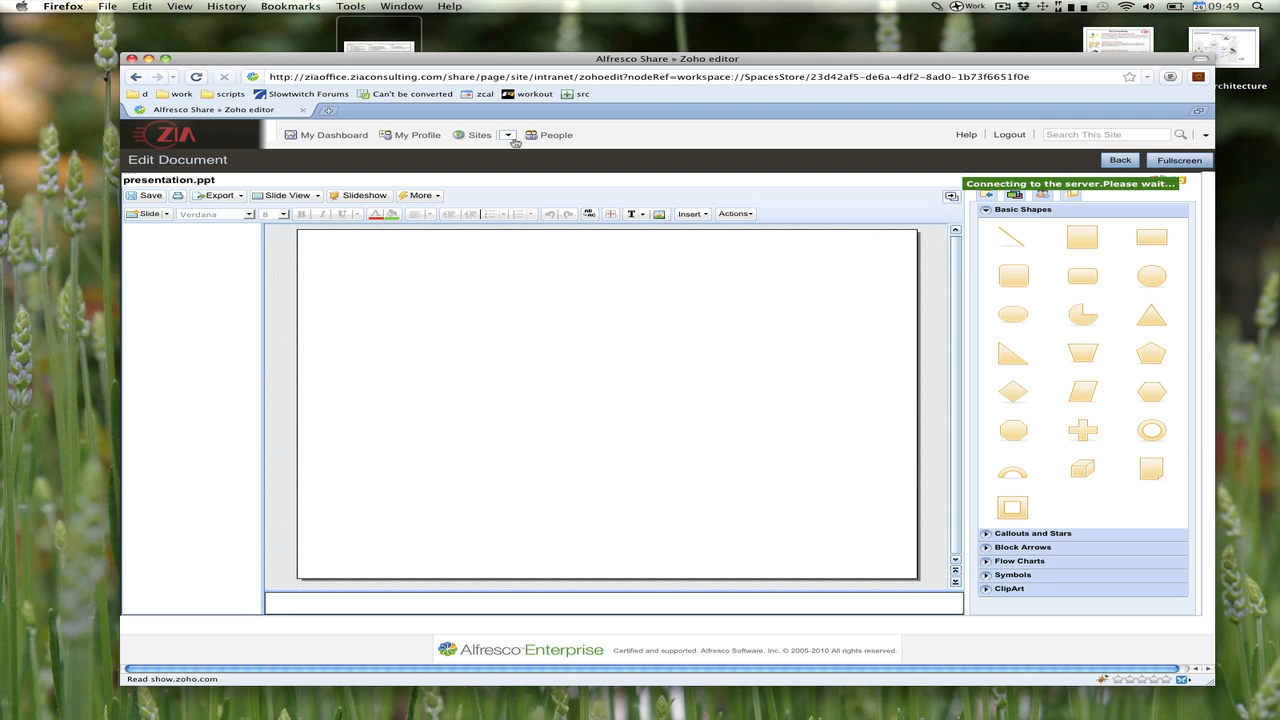 Firefox File Edit View History Bookmarks Tools Window Help
Work 26 09:49
rchitecture
Alfresco Share » Zoho editor
http://ziaoffice.ziaconsulting.com/share/page/site/intranet/zohoedit?nodeRef=workspace://SpacesStore/23d42af5-de6a-4df2-8ad0-1b73f6651f0e
d work scripts Slowtwitch Forums Can't be converted zcal workout src
Alfresco Share » Zoho editor
ZIA My Dashboard My Profile Sites People Help Logout Search This Site
Edit Document Back Fullscreen
presentation.ppt
Connecting to the server.Please wait...
Save Export Slide View Slideshow More
Slide Verdana 8 B I U T Insert Actions
Basic Shapes
Callouts and Stars
Block Arrows
Flow Charts
Symbols
ClipArt
Alfresco Enterprise Certified and supported. Alfresco Software, Inc. © 2005-2010 All rights reserved.
Read show.zoho.com